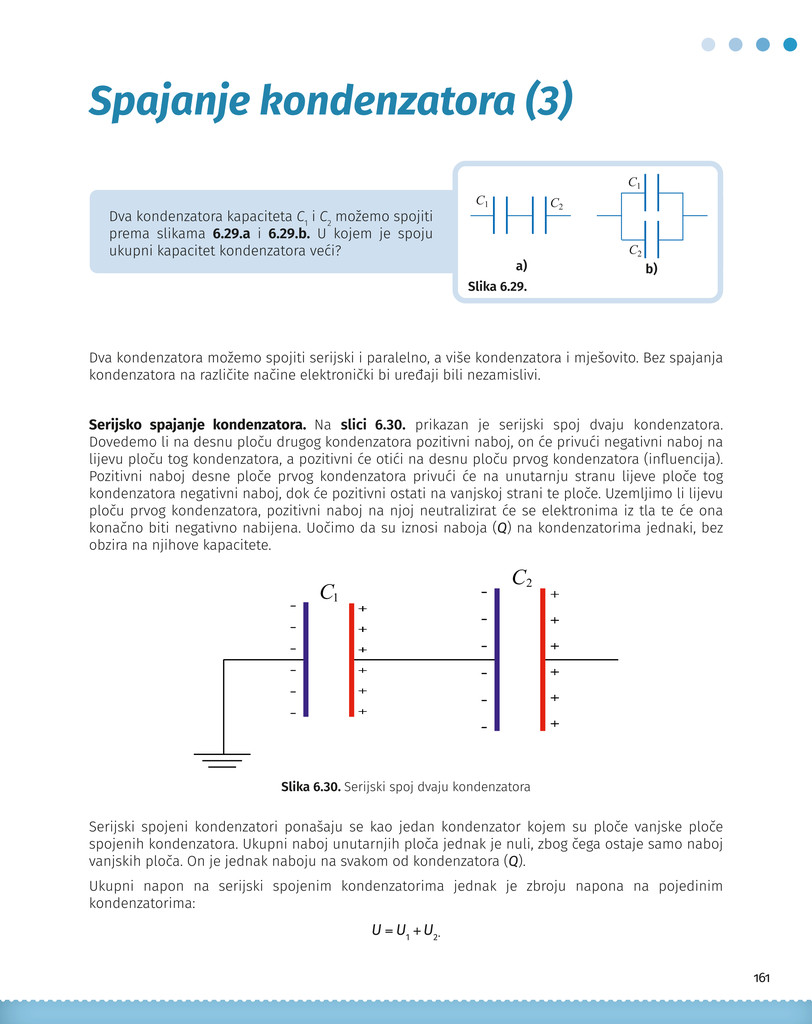 Spajanje kondenzatora (3)
Dva kondenzatora kapaciteta C₁ i C₂ možemo spojiti
prema slikama 6.29.a i 6.29.b. U kojem je spoju
ukupni kapacitet kondenzatora veći?
C₁
C₂
a)
C₁
C₂
b)
Slika 6.29.
Dva kondenzatora možemo spojiti serijski i paralelno, a više kondenzatora i mješovito. Bez spajanja
kondenzatora na različite načine elektronički bi uređaji bili nezamislivi.
Serijsko spajanje kondenzatora. Na slici 6.30. prikazan je serijski spoj dvaju kondenzatora.
Dovedemo li na desnu ploču drugog kondenzatora pozitivni naboj, on će privući negativni naboj na
lijevu ploču tog kondenzatora, a pozitivni će otići na desnu ploču prvog kondenzatora (influencija).
Pozitivni naboj desne ploče prvog kondenzatora privući će na unutarnju stranu lijeve ploče tog
kondenzatora negativni naboj, dok će pozitivni ostati na vanjskoj strani te ploče. Uzemljimo li lijevu
ploču prvog kondenzatora, pozitivni naboj na njoj neutralizirat će se elektronima iz tla te će ona
konačno biti negativno nabijena. Uočimo da su iznosi naboja (Q) na kondenzatorima jednaki, bez
obzira na njihove kapacitete.
C₁
C₂
- - - - - -
+ + + + + +
- - - - - -
+ + + + + +
Slika 6.30. Serijski spoj dvaju kondenzatora
Serijski spojeni kondenzatori ponašaju se kao jedan kondenzator kojem su ploče vanjske ploče
spojenih kondenzatora. Ukupni naboj unutarnjih ploča jednak je nuli, zbog čega ostaje samo naboj
vanjskih ploča. On je jednak naboju na svakom od kondenzatora (Q).
Ukupni napon na serijski spojenim kondenzatorima jednak je zbroju napona na pojedinim
kondenzatorima:
U = U₁ + U₂.
161